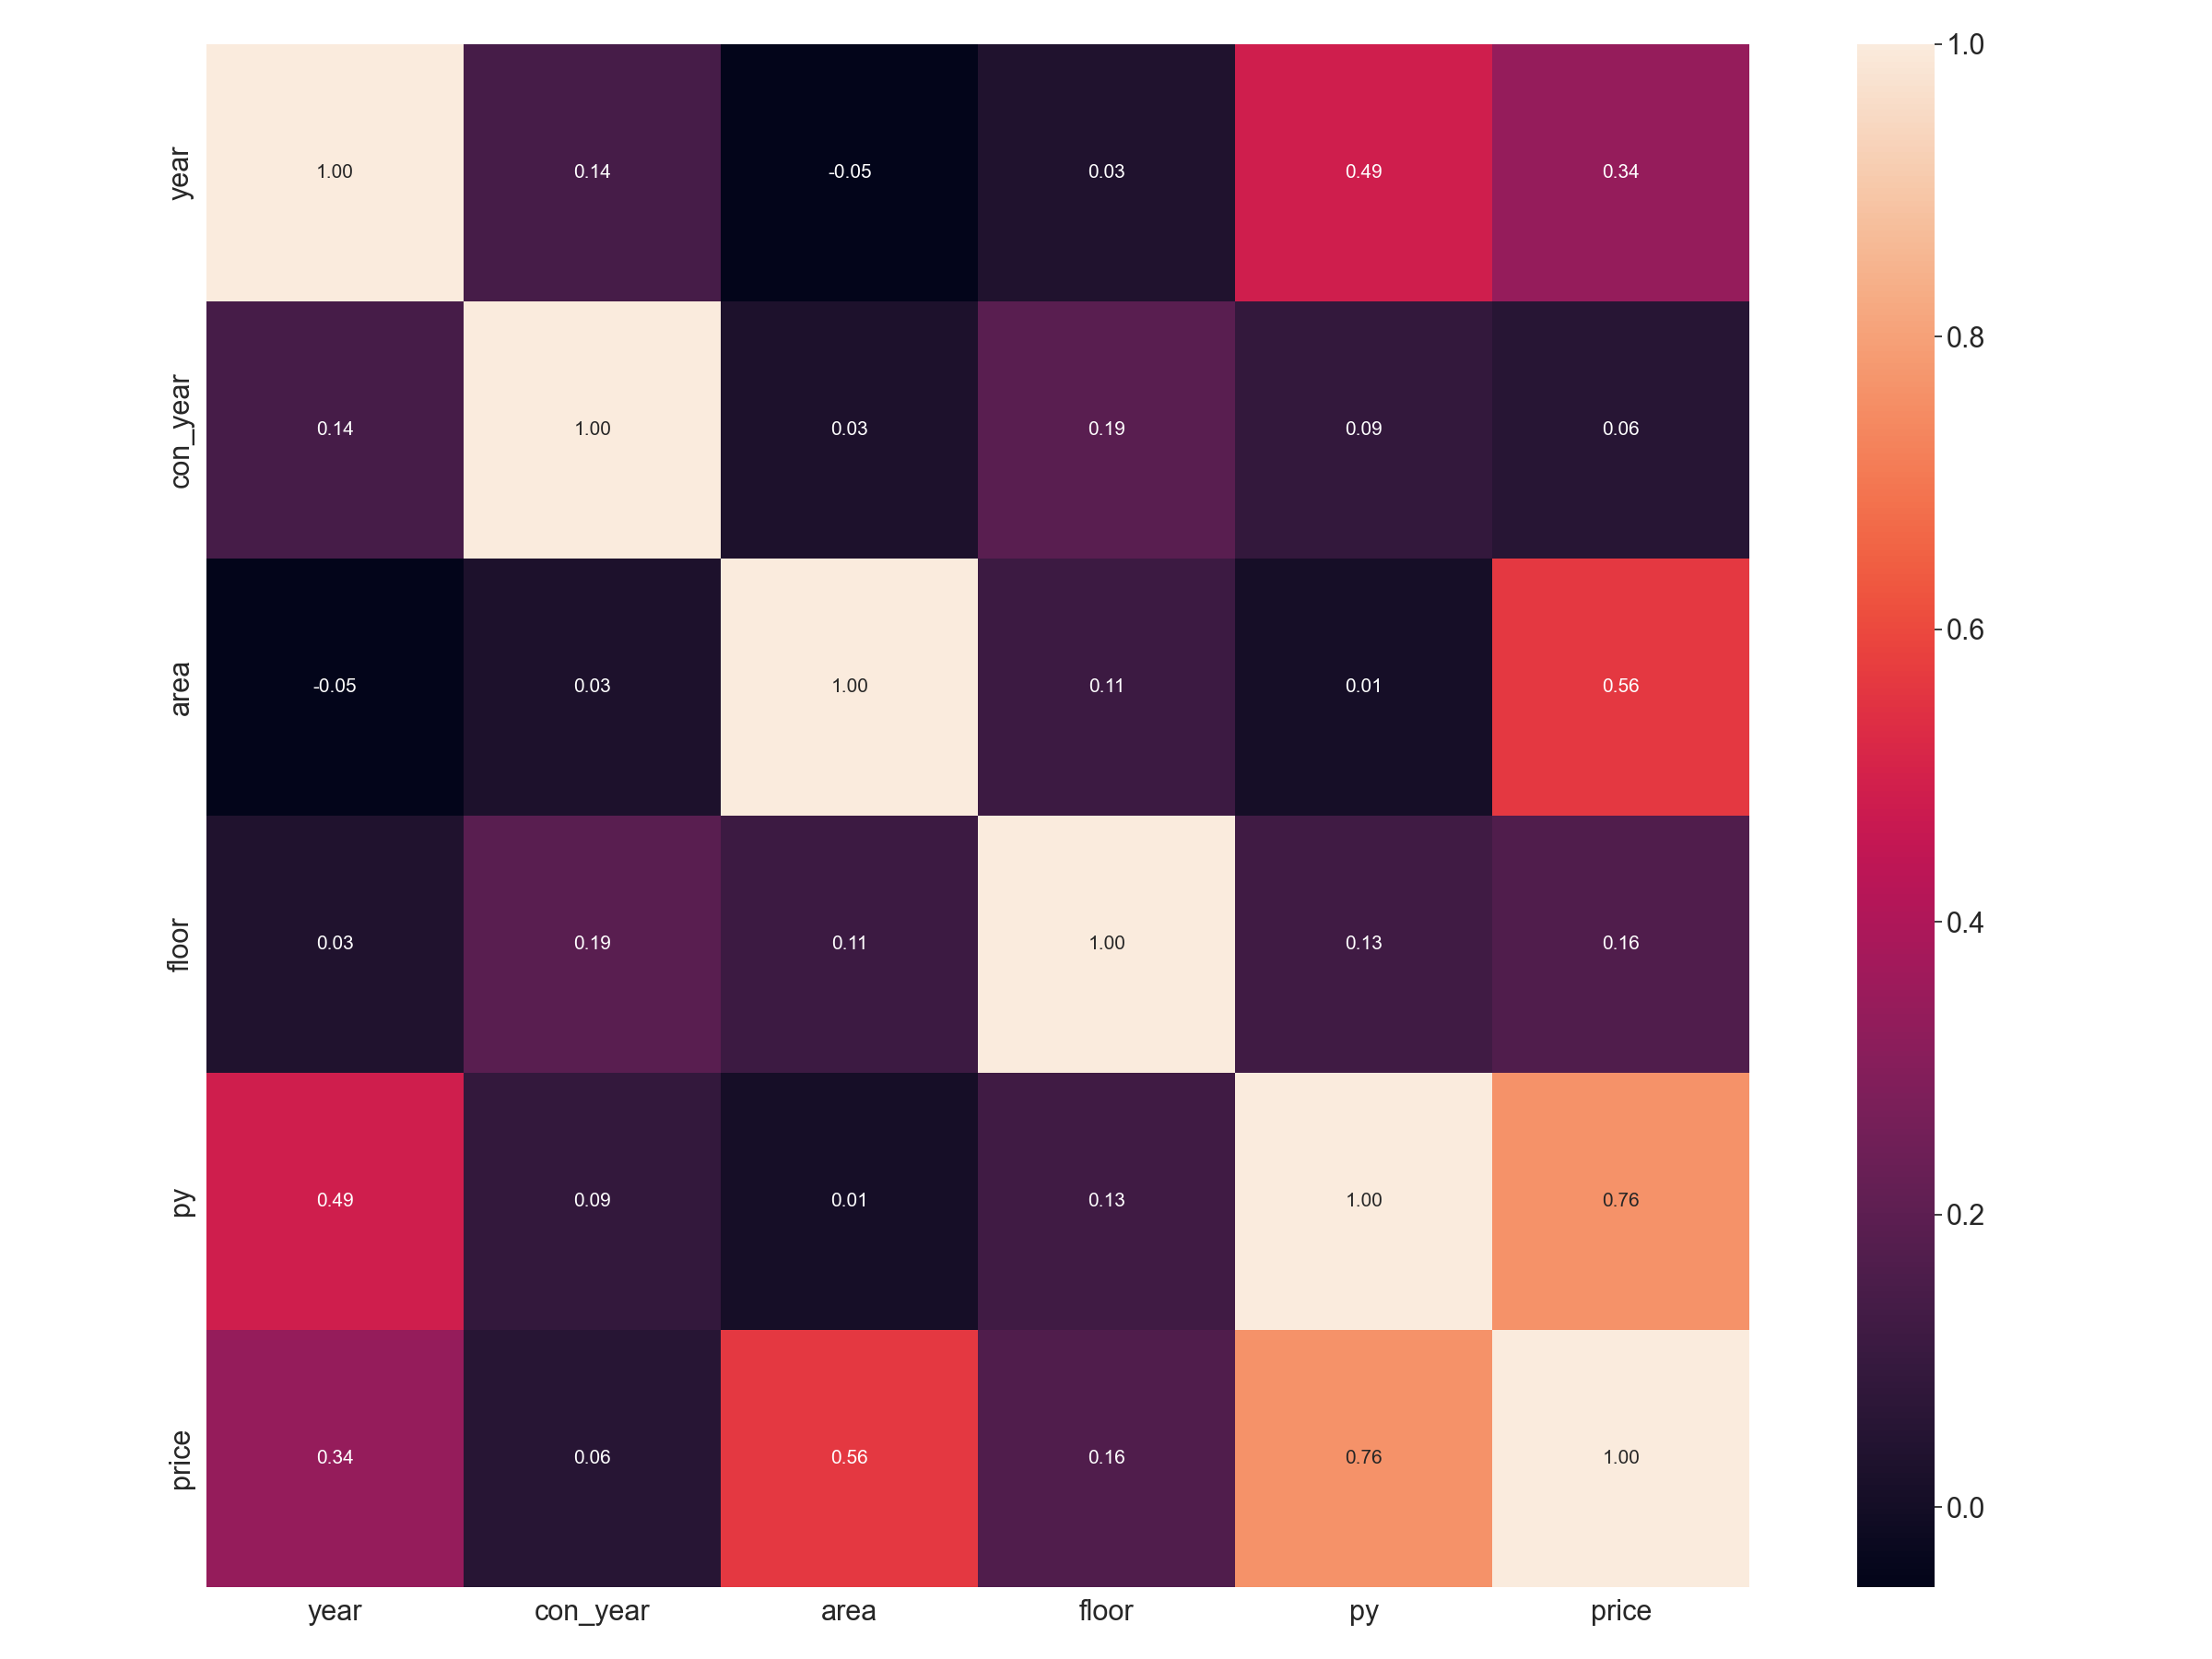 1.0
year 1.00 0.14 -0.05 0.03 0.49 0.34
0.8
con_year 0.14 1.00 0.03 0.19 0.09 0.06
0.6
area -0.05 0.03 1.00 0.11 0.01 0.56
0.4
floor 0.03 0.19 0.11 1.00 0.13 0.16
0.2
py 0.49 0.09 0.01 0.13 1.00 0.76
price 0.34 0.06 0.56 0.16 0.76 1.00
0.0
year con_year area floor py price